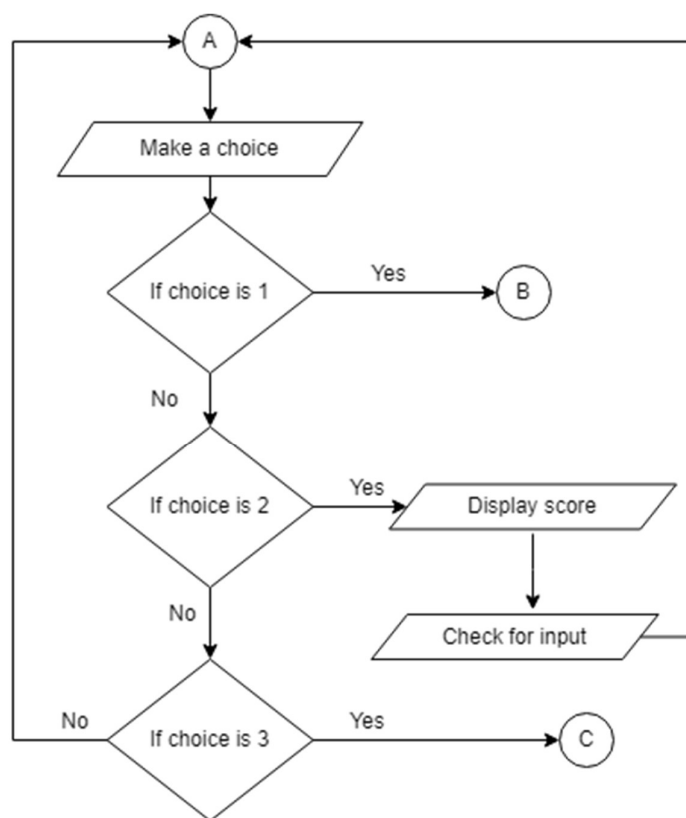 A
Make a choice
If choice is 1
Yes
B
No
If choice is 2
Yes
Display score
No
Check for input
If choice is 3
No
Yes
C